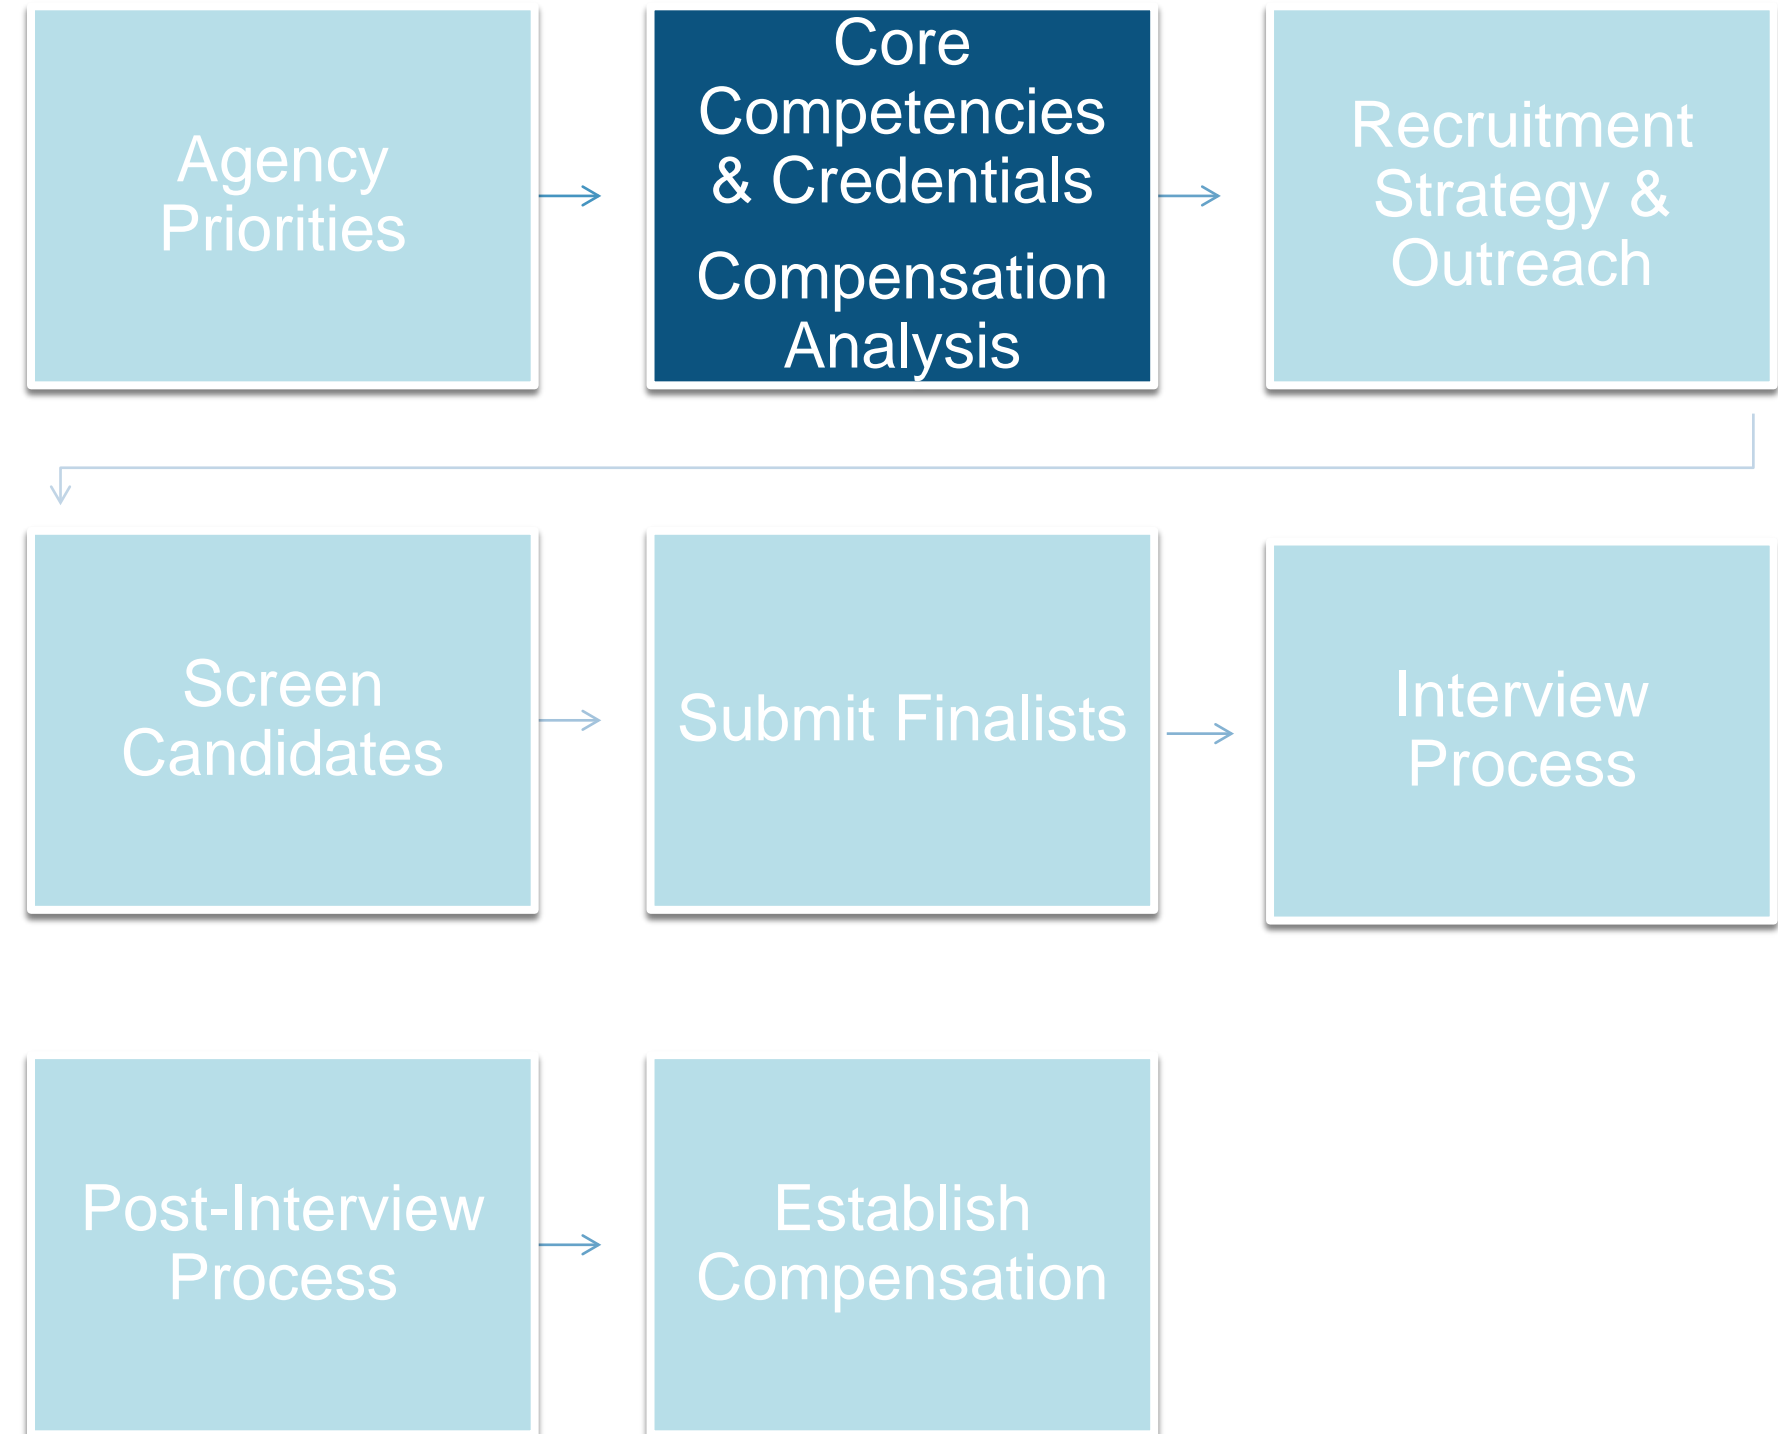 Agency
Priorities
Core
Competencies
& Credentials
Compensation
Analysis
Recruitment
Strategy &
Outreach
Screen
Candidates
Submit Finalists
Interview
Process
Post-Interview
Process
Establish
Compensation